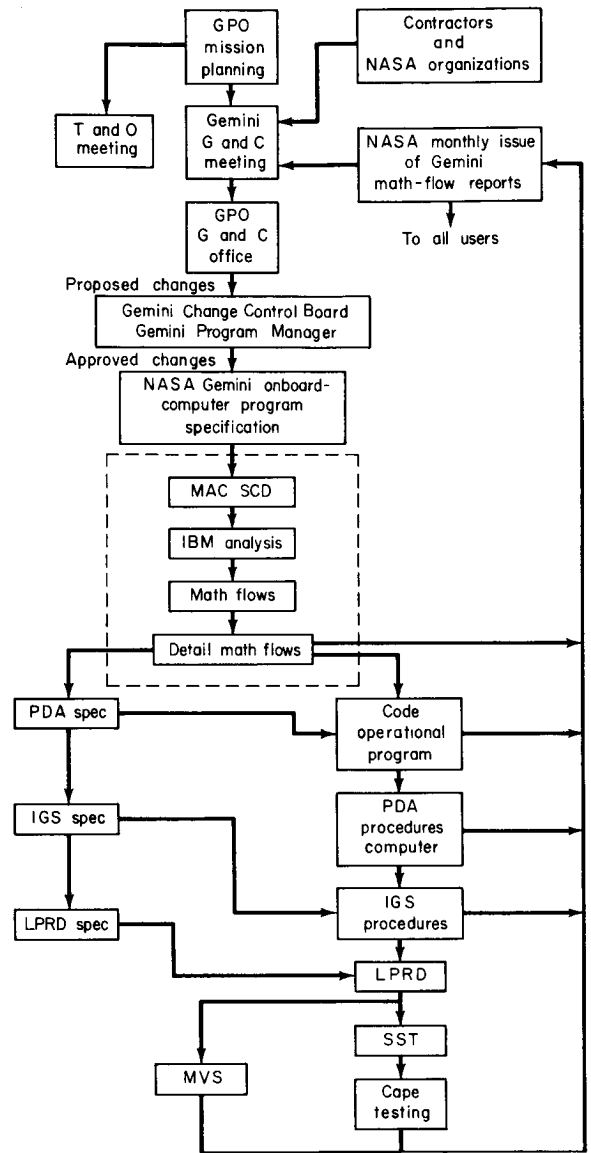 GPO
mission
planning
Contractors
and
NASA organizations
T and O
meeting
Gemini
G and C
meeting
NASA monthly issue
of Gemini
math-flow reports
To all users
GPO
G and C
office
Proposed changes
Gemini Change Control Board
Gemini Program Manager
Approved changes
NASA Gemini onboard-
computer program
specification
MAC SCD
IBM analysis
Math flows
Detail math flows
PDA spec
Code
operational
program
IGS spec
PDA
procedures
computer
LPRD spec
IGS
procedures
LPRD
SST
MVS
Cape
testing